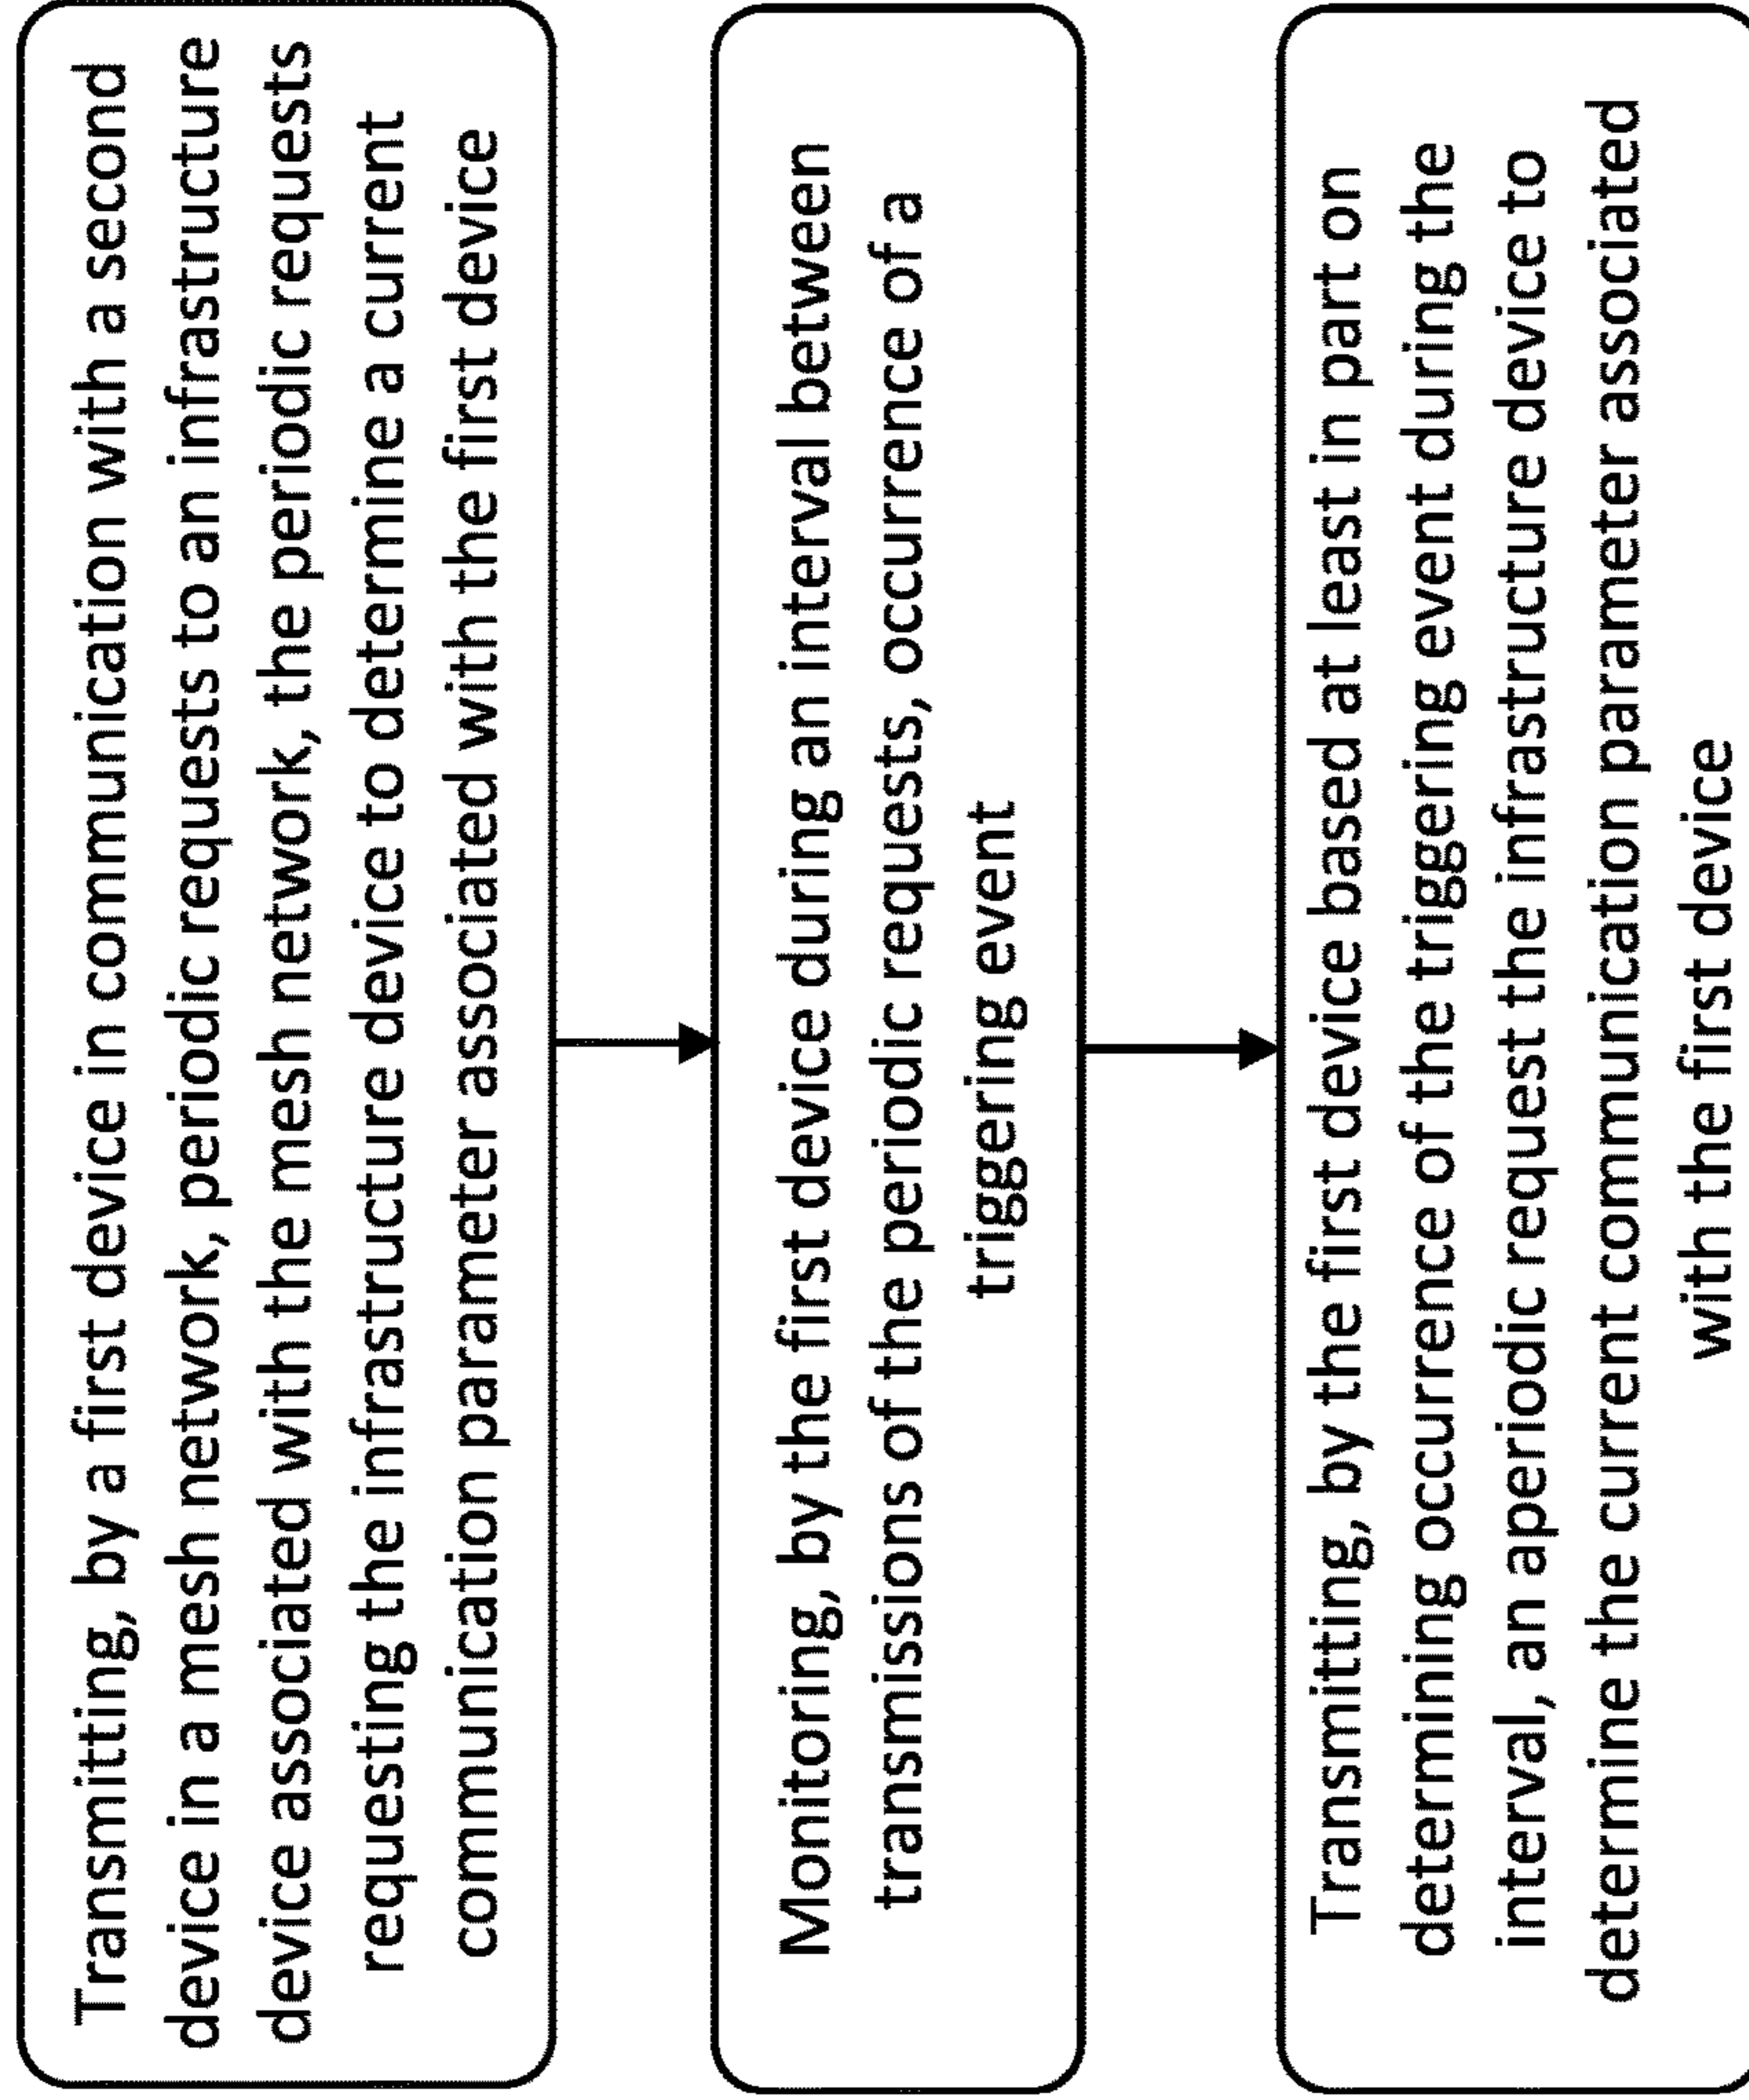 Transmitting, by a first device in communication with a second
device in a mesh network, periodic requests to an infrastructure
device associated with the mesh network, the periodic requests
requesting the infrastructure device to determine a current
communication parameter associated with the first device
Monitoring, by the first device during an interval between
transmissions of the periodic requests, occurrence of a
triggering event
Transmitting, by the first device based at least in part on
determining occurrence of the triggering event during the
interval, an aperiodic request the infrastructure device to
determine the current communication parameter associated
with the first device